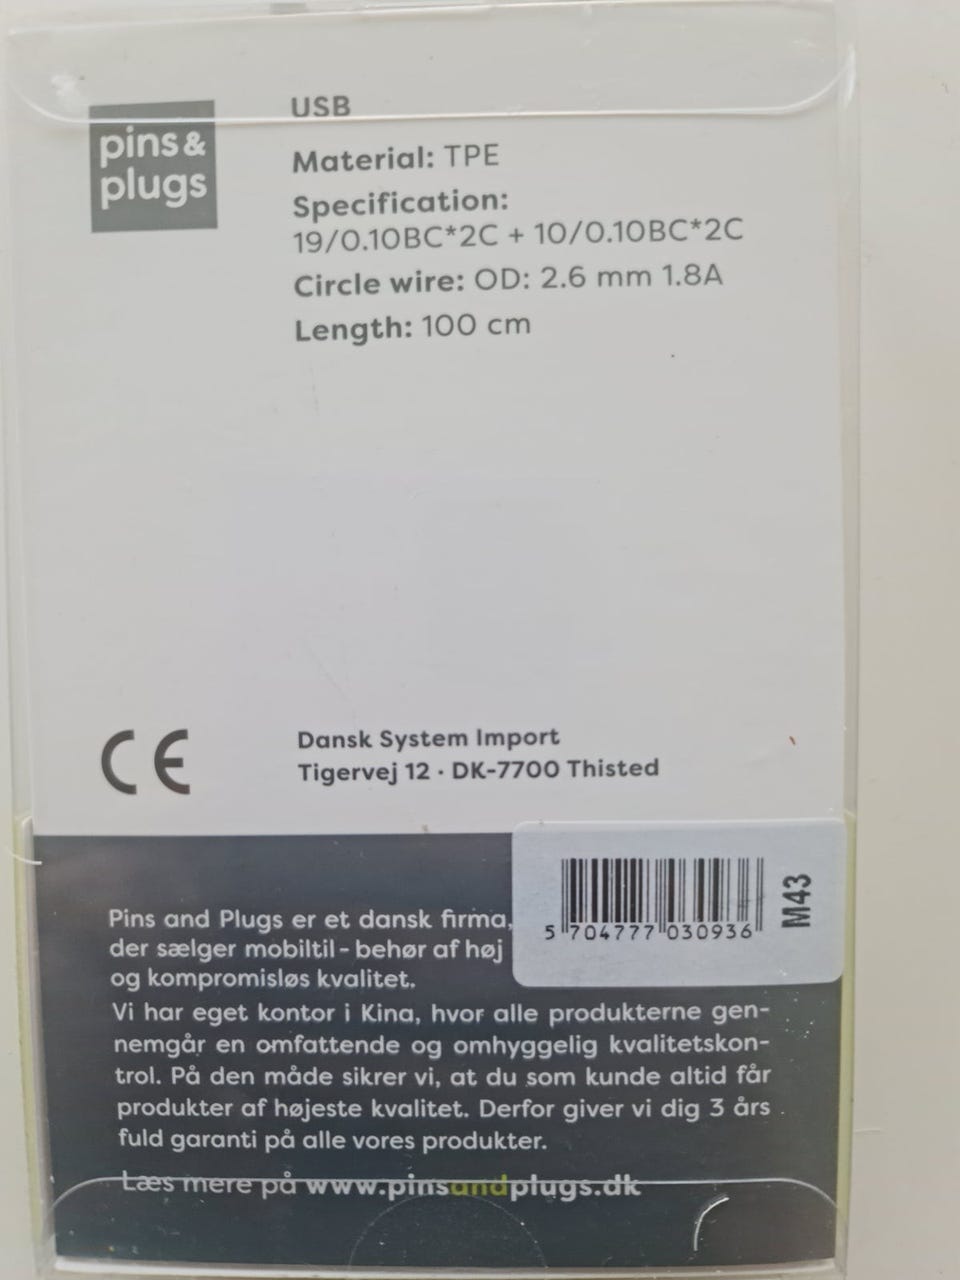 pins &
plugs
USB
Material: TPE
Specification:
19/0.10BC*2C + 10/0.10BC*2C
Circle wire: OD: 2.6 mm 1.8A
Length: 100 cm
CE
Dansk System Import
Tigervej 12 · DK-7700 Thisted
5 704777 030936
M43
Pins and Plugs er et dansk firma,
der sælger mobiltil - behør af høj
og kompromisløs kvalitet.
Vi har eget kontor i Kina, hvor alle produkterne gen-
nemgår en omfattende og omhyggelig kvalitetskon-
trol. På den måde sikrer vi, at du som kunde altid får
produkter af højeste kvalitet. Derfor giver vi dig 3 års
fuld garanti på alle vores produkter.
Læs mere på www.pinsandplugs.dk